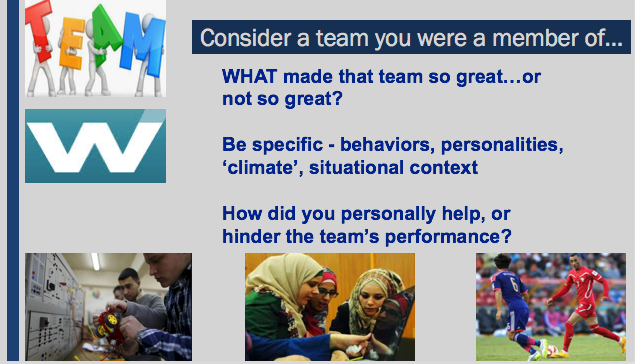 TEAM
Consider a team you were a member of...
WHAT made that team so great…or
not so great?
W
Be specific - behaviors, personalities,
‘climate’, situational context
How did you personally help, or
hinder the team’s performance?
6